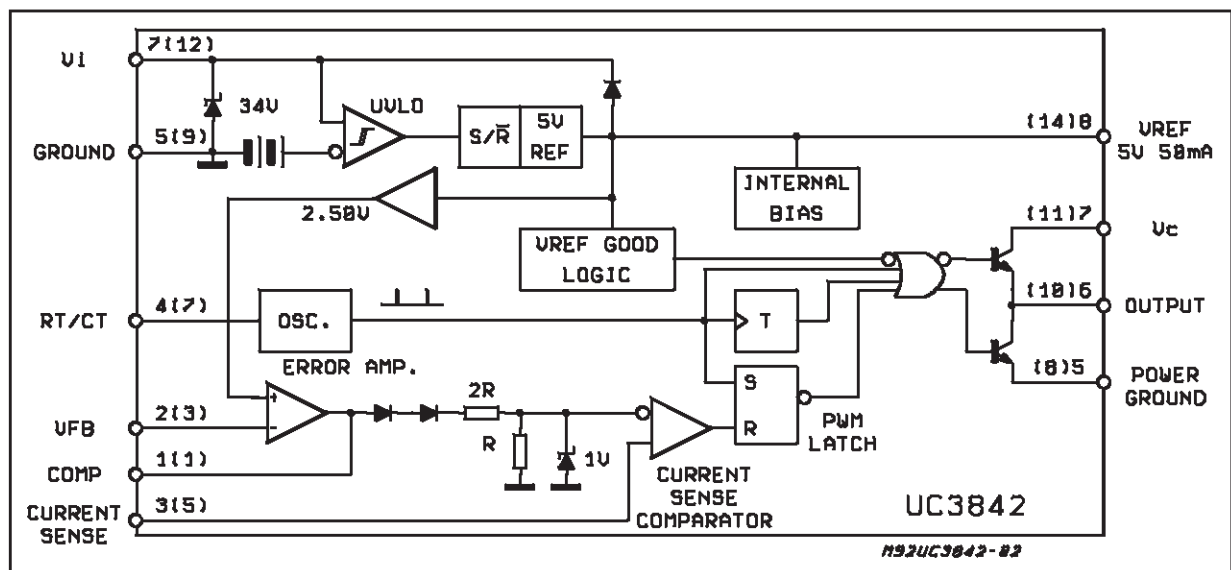 7(12)
Vi
34V
UVLO
5(9)
GROUND
S/R̅
5V
REF
(14)8
VREF
5V 50mA
2.50V
INTERNAL
BIAS
(11)7
Vc
VREF GOOD
LOGIC
4(7)
RT/CT
OSC.
T
(10)6
OUTPUT
ERROR AMP.
2R
S
(8)5
POWER
GROUND
+
2(3)
VFB
-
R
1V
R
PWM
LATCH
1(1)
COMP
3(5)
CURRENT
SENSE
CURRENT
SENSE
COMPARATOR
UC3842
M92UC3842-02